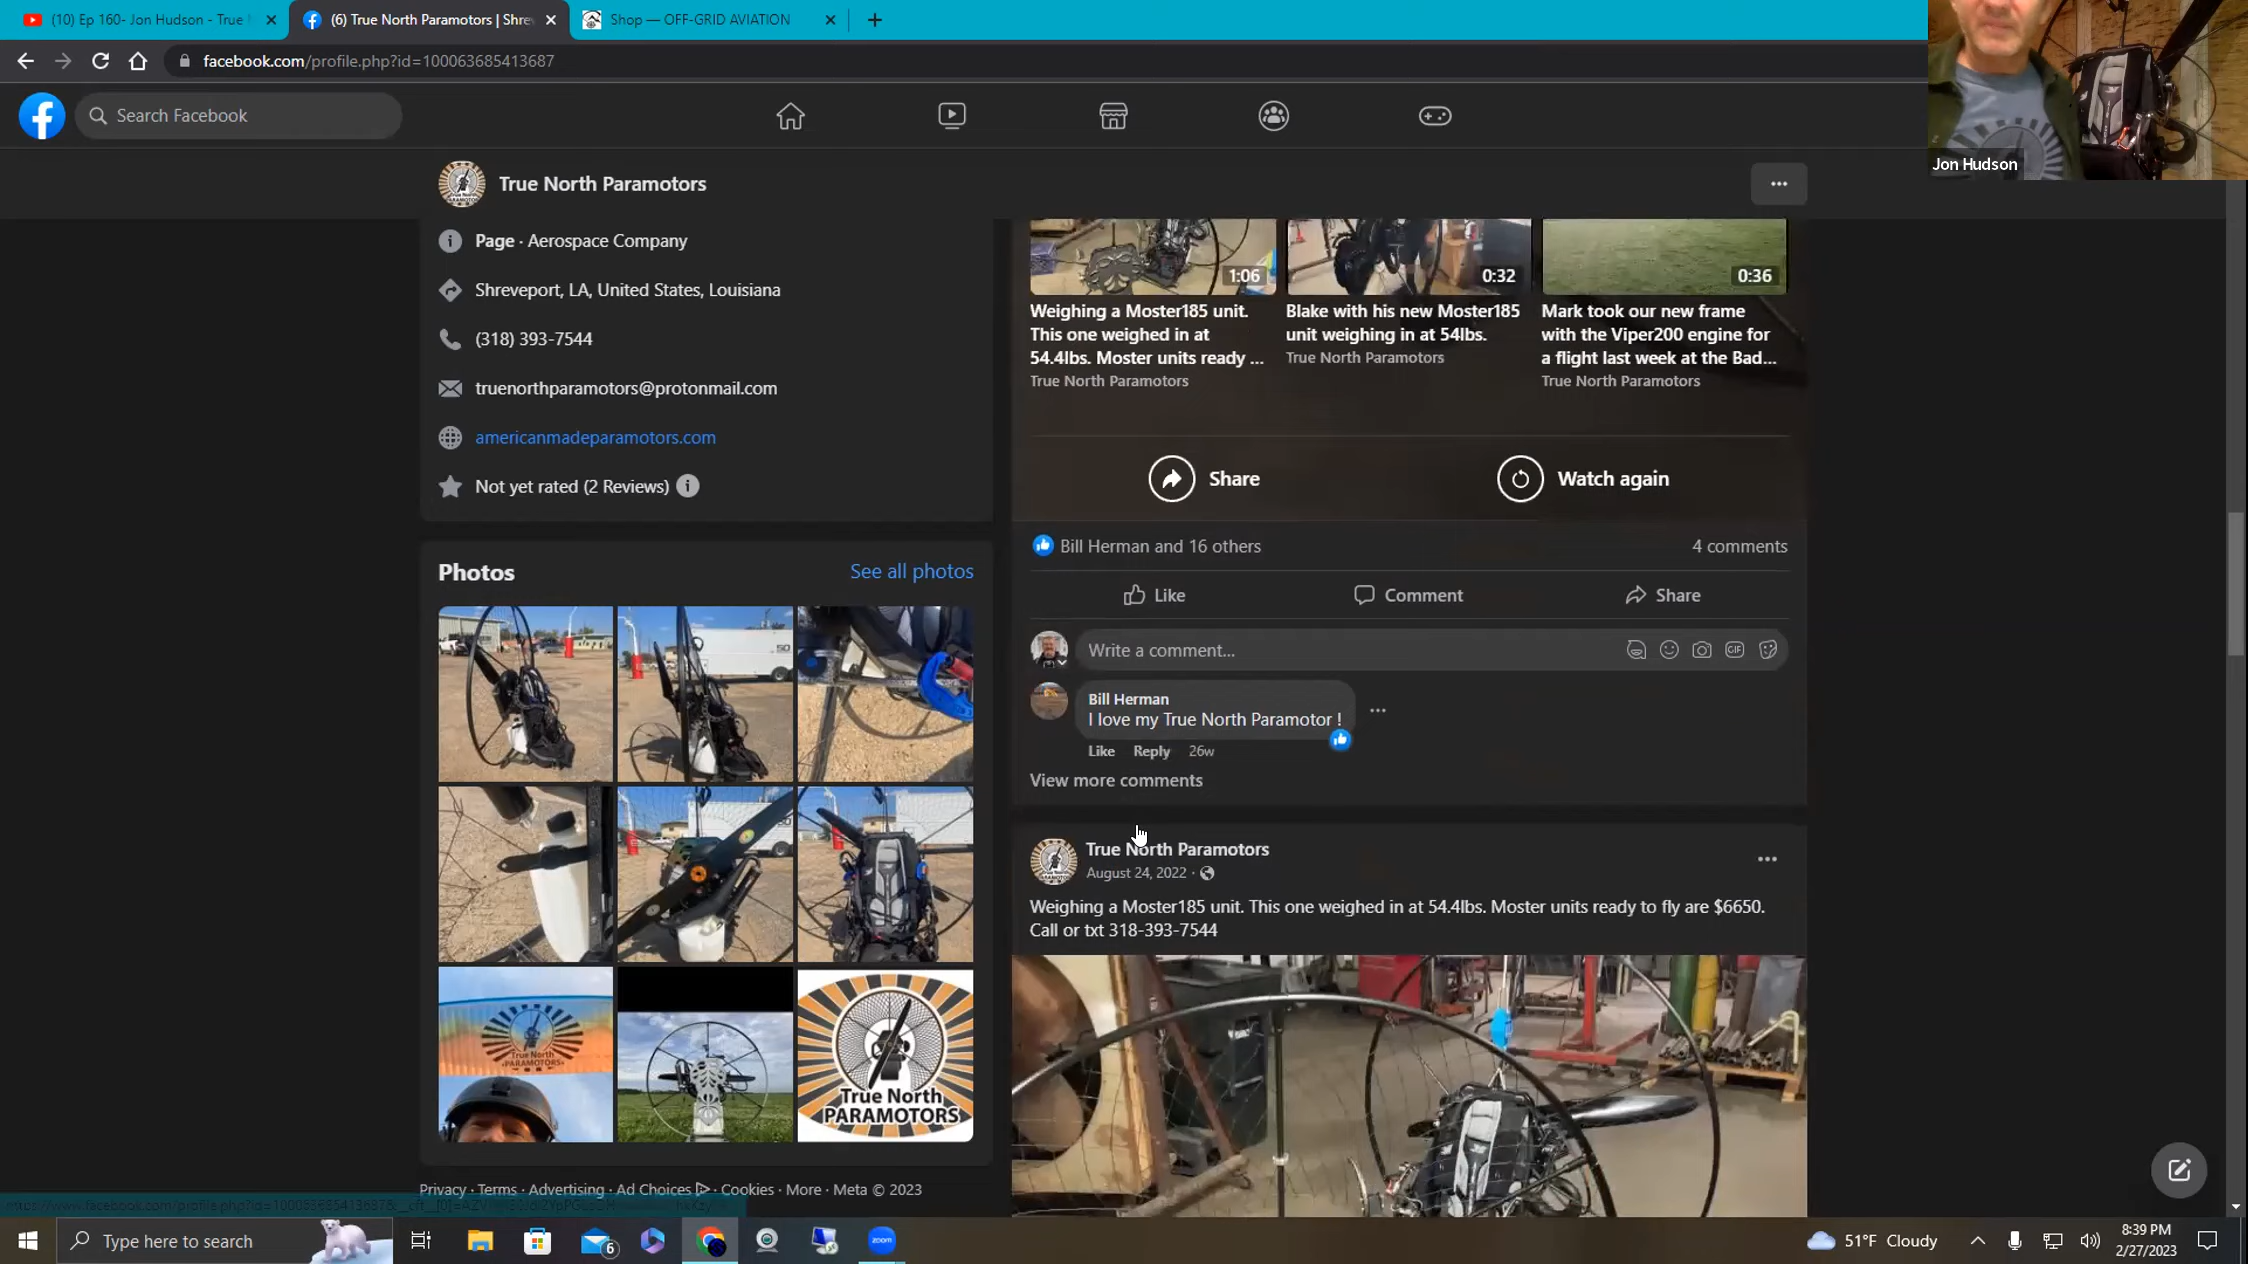 (10) Ep 160- Jon Hudson - True
(6) True North Paramotors | Shre
Shop — OFF-GRID AVIATION
facebook.com/profile.php?id=100063685413687
Search Facebook
Jon Hudson
True North Paramotors
Page · Aerospace Company
Shreveport, LA, United States, Louisiana
(318) 393-7544
truenorthparamotors@protonmail.com
americanmadeparamotors.com
Not yet rated (2 Reviews)
Photos
See all photos
True North
PARAMOTORS
True North
PARAMOTORS
Privacy · Terms · Advertising · Ad Choices · Cookies · More · Meta © 2023
1:06
0:32
0:36
Weighing a Moster185 unit.
This one weighed in at
54.4lbs. Moster units ready ...
True North Paramotors
Blake with his new Moster185
unit weighing in at 54lbs.
True North Paramotors
Mark took our new frame
with the Viper200 engine for
a flight last week at the Bad...
True North Paramotors
Share
Watch again
Bill Herman and 16 others
4 comments
Like
Comment
Share
Write a comment...
GIF
Bill Herman
I love my True North Paramotor !
Like Reply 26w
View more comments
True North Paramotors
August 24, 2022 ·
Weighing a Moster185 unit. This one weighed in at 54.4lbs. Moster units ready to fly are $6650.
Call or txt 318-393-7544
Type here to search
6
zoom
51°F Cloudy
8:39 PM
2/27/2023